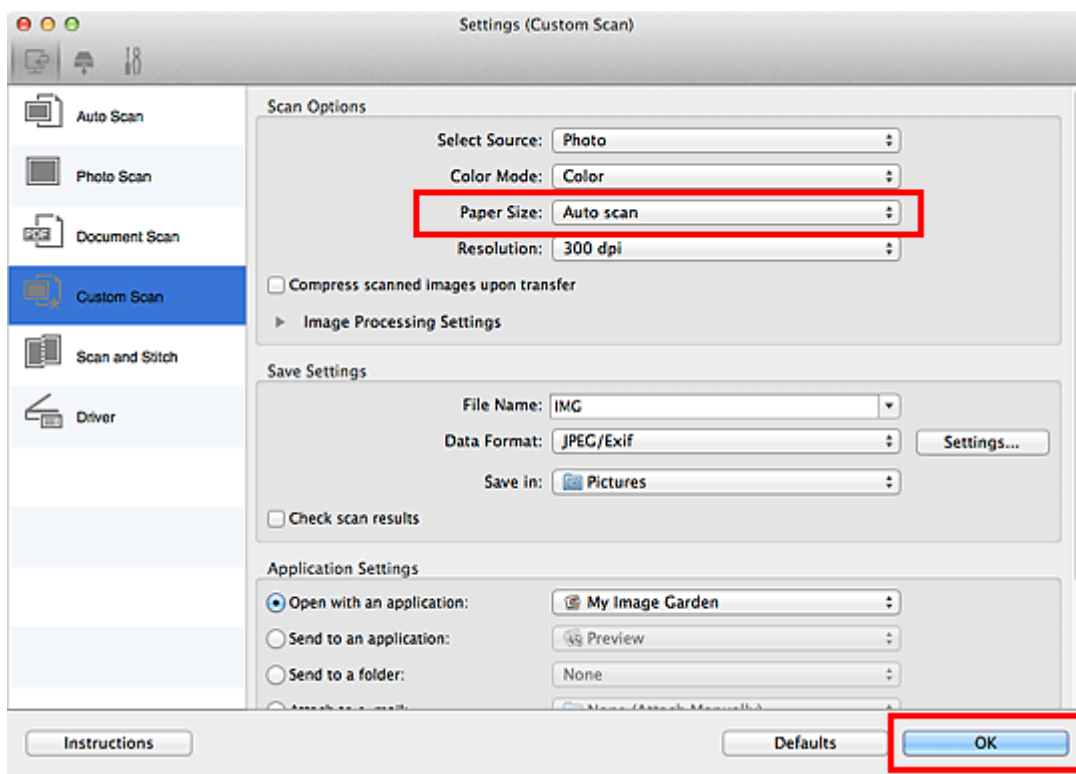 Settings (Custom Scan)
Auto Scan
Photo Scan
Document Scan
Custom Scan
Scan and Stitch
Driver
Scan Options
Select Source: Photo
Color Mode: Color
Paper Size: Auto scan
Resolution: 300 dpi
Compress scanned images upon transfer
Image Processing Settings
Save Settings
File Name: IMG
Data Format: JPEG/Exif Settings...
Save in: Pictures
Check scan results
Application Settings
Open with an application: My Image Garden
Send to an application: Preview
Send to a folder: None
Instructions Defaults OK